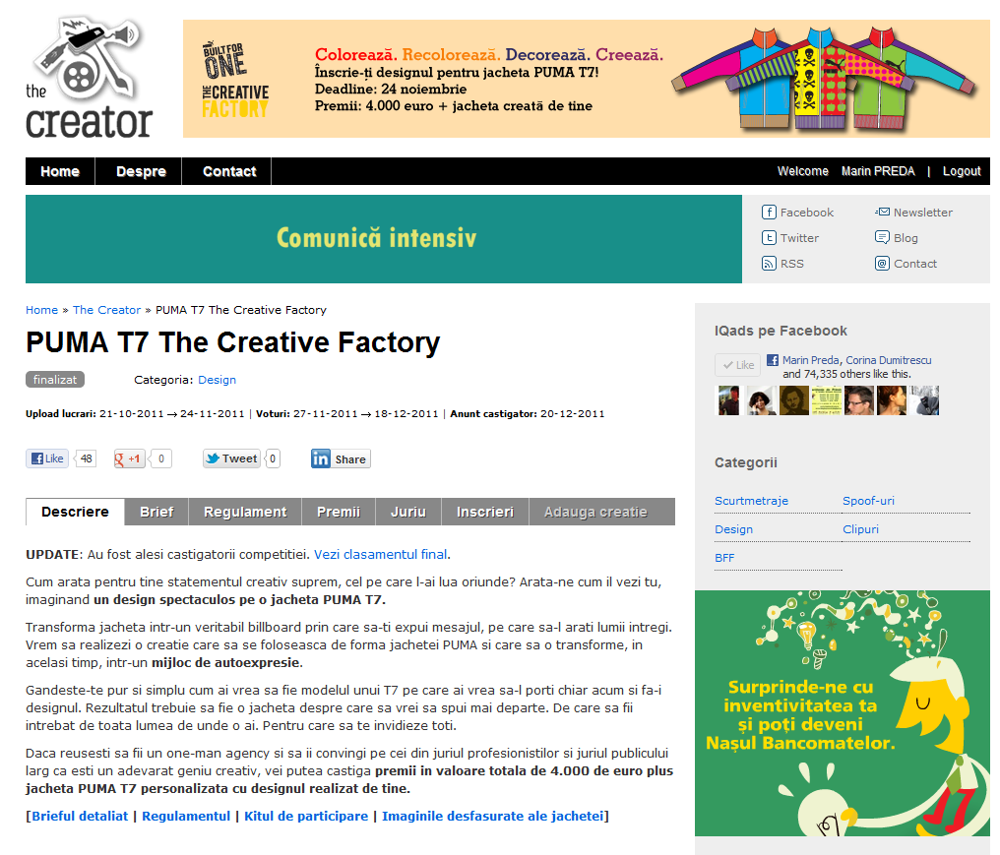 the
creator
BUILT FOR
ONE
THE CREATIVE
FACTORY
Colorează. Recolorează. Decorează. Creează.
Înscrie-ți designul pentru jacheta PUMA T7!
Deadline: 24 noiembrie
Premii: 4.000 euro + jacheta creată de tine
Home Despre Contact Welcome Marin PREDA | Logout
Comunică intensiv
Facebook Newsletter
Twitter Blog
RSS Contact
Home » The Creator » PUMA T7 The Creative Factory
PUMA T7 The Creative Factory
finalizat Categoria: Design
Upload lucrari: 21-10-2011 → 24-11-2011 | Voturi: 27-11-2011 → 18-12-2011 | Anunt castigator: 20-12-2011
Like 48 +1 0 Tweet 0 Share
Descriere Brief Regulament Premii Juriu Inscrieri Adauga creatie
UPDATE: Au fost alesi castigatorii competitiei. Vezi clasamentul final.
Cum arata pentru tine statementul creativ suprem, cel pe care l-ai lua oriunde? Arata-ne cum il vezi tu,
imaginand un design spectaculos pe o jacheta PUMA T7.
Transforma jacheta intr-un veritabil billboard prin care sa-ti expui mesajul, pe care sa-l arati lumii intregi.
Vrem sa realizezi o creatie care sa se foloseasca de forma jachetei PUMA si care sa o transforme, in
acelasi timp, intr-un mijloc de autoexpresie.
Gandeste-te pur si simplu cum ai vrea sa fie modelul unui T7 pe care ai vrea sa-l porti chiar acum si fa-i
designul. Rezultatul trebuie sa fie o jacheta despre care sa vrei sa spui mai departe. De care sa fii
intrebat de toata lumea de unde o ai. Pentru care sa te invidieze toti.
Daca reusesti sa fii un one-man agency si sa ii convingi pe cei din juriul profesionistilor si juriul publicului
larg ca esti un adevarat geniu creativ, vei putea castiga premii in valoare totala de 4.000 de euro plus
jacheta PUMA T7 personalizata cu designul realizat de tine.
[Brieful detaliat | Regulamentul | Kitul de participare | Imaginile desfasurate ale jachetei]
IQads pe Facebook
Like Marin Preda, Corina Dumitrescu
and 74,335 others like this.
Categorii
Scurtmetraje Spoof-uri
Design Clipuri
BFF
Surprinde-ne cu
inventivitatea ta
și poți deveni
Nașul Bancomatelor.